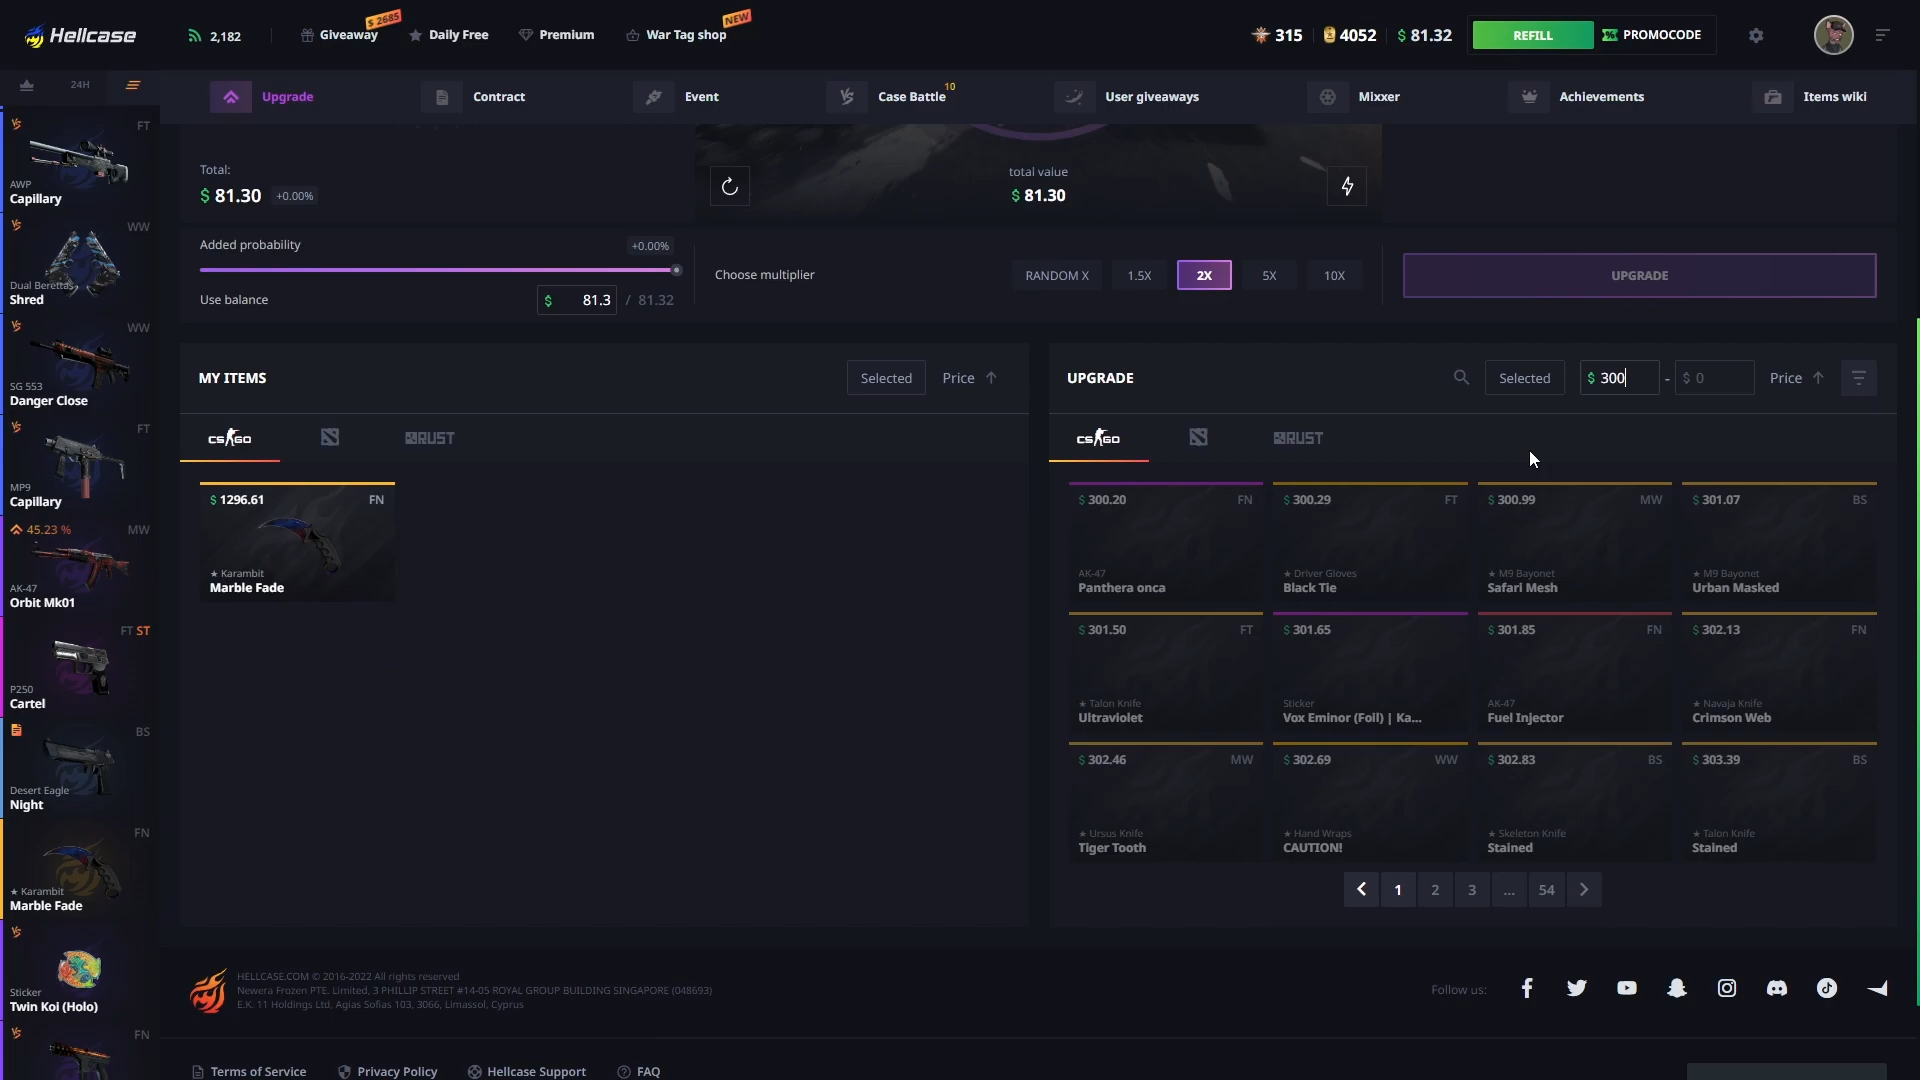 Hellcase
2,182
Giveaway
$ 2685
Daily Free
Premium
War Tag shop
NEW
315
4052
$ 81.32
REFILL
PROMOCODE
24H
Upgrade
Contract
Event
Case Battle
10
User giveaways
Mixxer
Achievements
Items wiki
FT
AWP
Capillary
WW
Dual Berettas
Shred
WW
SG 553
Danger Close
FT
MP9
Capillary
45.23 %
MW
AK-47
Orbit Mk01
FT ST
P250
Cartel
BS
Desert Eagle
Night
FN
★ Karambit
Marble Fade
Sticker
Twin Koi (Holo)
FN
Total:
$ 81.30
+0.00%
total value
$ 81.30
Added probability
+0.00%
Use balance
$ 81.3 / 81.32
Choose multiplier
RANDOM X
1.5X
2X
5X
10X
UPGRADE
MY ITEMS
Selected
Price
CS GO
RUST
$ 1296.61
FN
★ Karambit
Marble Fade
UPGRADE
Selected
$ 300 - $ 0
Price
CS GO
RUST
$ 300.20
FN
AK-47
Panthera onca
$ 300.29
FT
★ Driver Gloves
Black Tie
$ 300.99
MW
★ M9 Bayonet
Safari Mesh
$ 301.07
BS
★ M9 Bayonet
Urban Masked
$ 301.50
FT
★ Talon Knife
Ultraviolet
$ 301.65
Sticker
Vox Eminor (Foil) | Ka...
$ 301.85
FN
AK-47
Fuel Injector
$ 302.13
FN
★ Navaja Knife
Crimson Web
$ 302.46
MW
★ Ursus Knife
Tiger Tooth
$ 302.69
WW
★ Hand Wraps
CAUTION!
$ 302.83
BS
★ Skeleton Knife
Stained
$ 303.39
BS
★ Talon Knife
Stained
1 2 3 ... 54
HELLCASE.COM © 2016-2022 All rights reserved
Newera Frozen PTE. Limited, 3 PHILLIP STREET #14-05 ROYAL GROUP BUILDING SINGAPORE (048693)
E.K. 11 Holdings Ltd, Agias Sofias 103, 3066, Limassol, Cyprus
Follow us:
Terms of Service
Privacy Policy
Hellcase Support
FAQ